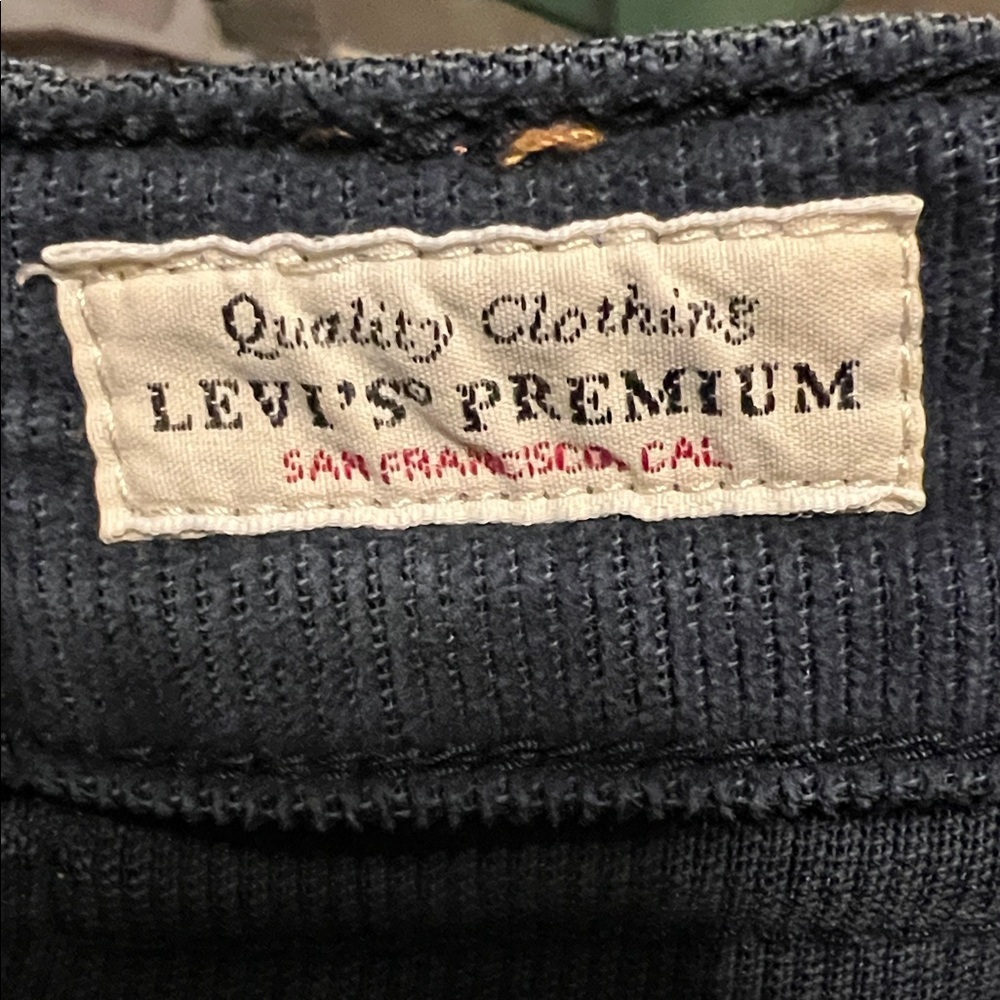 Quality Clothing
LEVI'S® PREMIUM
SAN FRANCISCO, CAL.